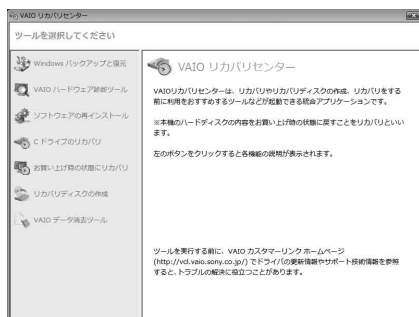 VAIO リカバリセンター
ツールを選択してください
Windows バックアップと復元
VAIO ハードウェア診断ツール
ソフトウェアの再インストール
C ドライブのリカバリ
お買い上げ時の状態にリカバリ
リカバリディスクの作成
VAIO データ消去ツール
VAIO リカバリセンター
VAIOリカバリセンターは、リカバリやリカバリディスクの作成、リカバリをする
前に利用をおすすめするツールなどが起動できる統合アプリケーションです。
※本機のハードディスクの内容をお買い上げ時の状態に戻すことをリカバリといい
ます。
左のボタンをクリックすると各機能の説明が表示されます。
ツールを実行する前に、VAIO カスタマーリンク ホームページ
(http://vcl.vaio.sony.co.jp/) でドライバの更新情報やサポート技術情報を参照
すると、トラブルの解決に役立つことがあります。